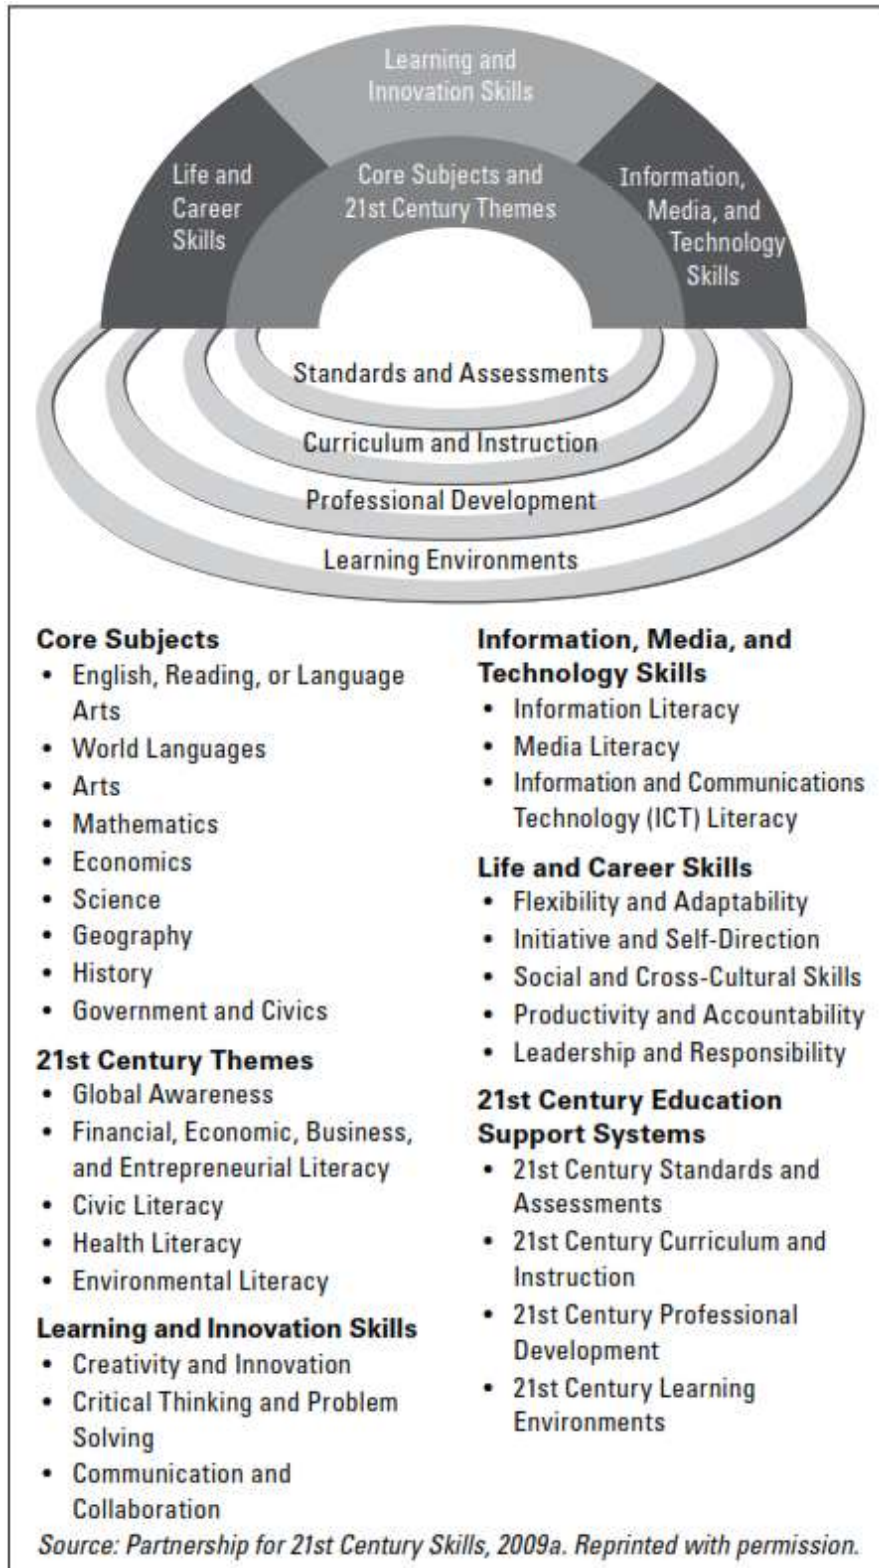 Learning and
Innovation Skills
Life and
Career
Skills
Core Subjects and
21st Century Themes
Information,
Media, and
Technology
Skills
Standards and Assessments
Curriculum and Instruction
Professional Development
Learning Environments
Core Subjects
• English, Reading, or Language
Arts
• World Languages
• Arts
• Mathematics
• Economics
• Science
• Geography
• History
• Government and Civics
21st Century Themes
• Global Awareness
• Financial, Economic, Business,
and Entrepreneurial Literacy
• Civic Literacy
• Health Literacy
• Environmental Literacy
Learning and Innovation Skills
• Creativity and Innovation
• Critical Thinking and Problem
Solving
• Communication and
Collaboration
Information, Media, and
Technology Skills
• Information Literacy
• Media Literacy
• Information and Communications
Technology (ICT) Literacy
Life and Career Skills
• Flexibility and Adaptability
• Initiative and Self-Direction
• Social and Cross-Cultural Skills
• Productivity and Accountability
• Leadership and Responsibility
21st Century Education
Support Systems
• 21st Century Standards and
Assessments
• 21st Century Curriculum and
Instruction
• 21st Century Professional
Development
• 21st Century Learning
Environments
Source: Partnership for 21st Century Skills, 2009a. Reprinted with permission.